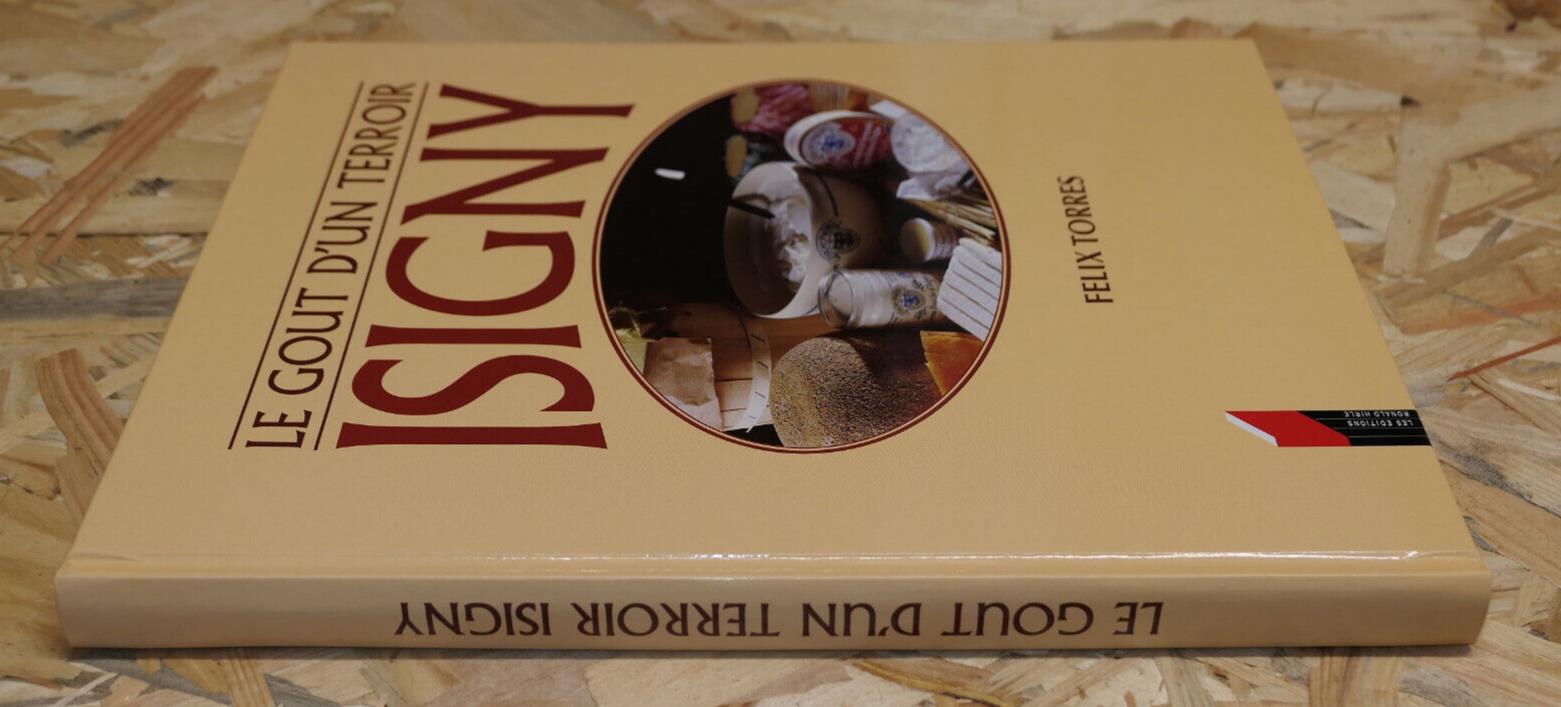 LE GOUT D'UN TERROIR
ISIGNY
FELIX TORRES
LES EDITIONS
RONALD HIRLE
LE GOUT D'UN TERROIR ISIGNY